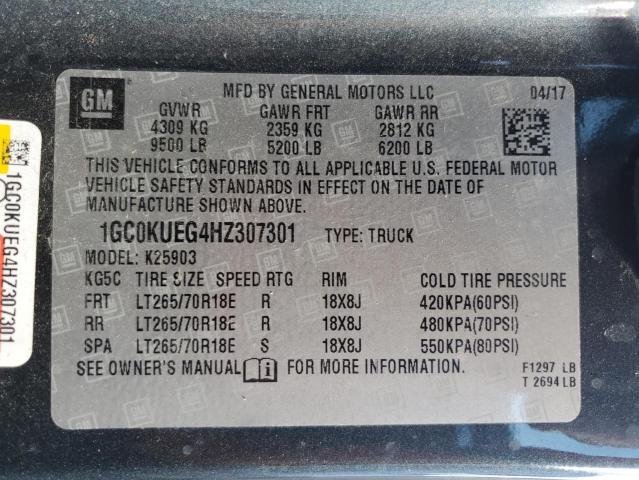 GM
MFD BY GENERAL MOTORS LLC 04/17
GVWR GAWR FRT GAWR RR
4309 KG 2359 KG 2812 KG
9500 LB 5200 LB 6200 LB
THIS VEHICLE CONFORMS TO ALL APPLICABLE U.S. FEDERAL MOTOR
VEHICLE SAFETY STANDARDS IN EFFECT ON THE DATE OF
MANUFACTURE SHOWN ABOVE.
1GC0KUEG4HZ307301 TYPE: TRUCK
MODEL: K25903
KG5C TIRE SIZE SPEED RTG RIM COLD TIRE PRESSURE
FRT LT265/70R18E R 18X8J 420KPA(60PSI)
RR LT265/70R18E R 18X8J 480KPA(70PSI)
SPA LT265/70R18E S 18X8J 550KPA(80PSI)
SEE OWNER'S MANUAL FOR MORE INFORMATION.
F1297 LB
T 2694 LB
1GC0KUEG4HZ307301